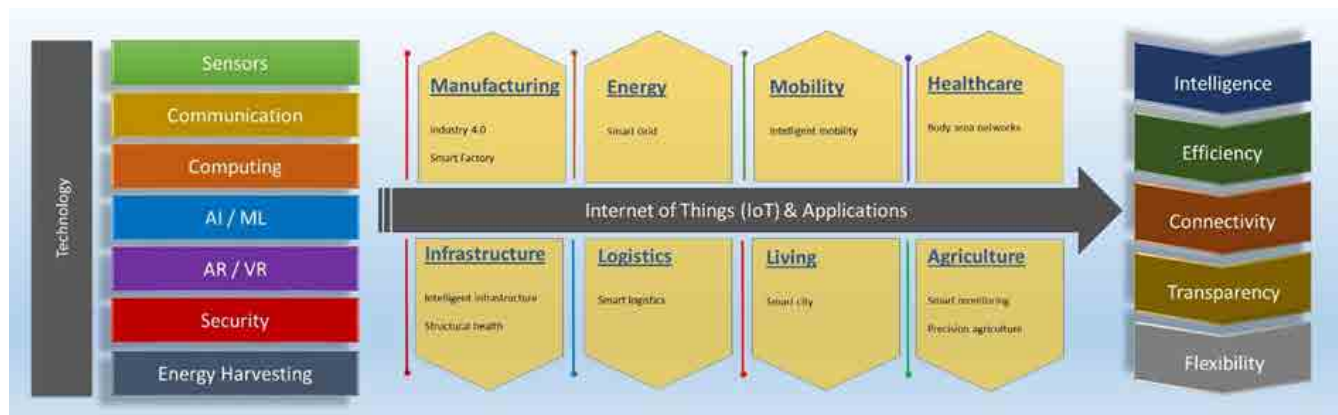 Technology
Sensors
Communication
Computing
AI / ML
AR / VR
Security
Energy Harvesting
Manufacturing
Industry 4.0
Smart Factory
Energy
Smart Grid
Mobility
Intelligent mobility
Healthcare
Body area networks
Internet of Things (IoT) & Applications
Infrastructure
Intelligent infrastructure
Structural health
Logistics
Smart logistics
Living
Smart city
Agriculture
Smart monitoring
Precision agriculture
Intelligence
Efficiency
Connectivity
Transparency
Flexibility